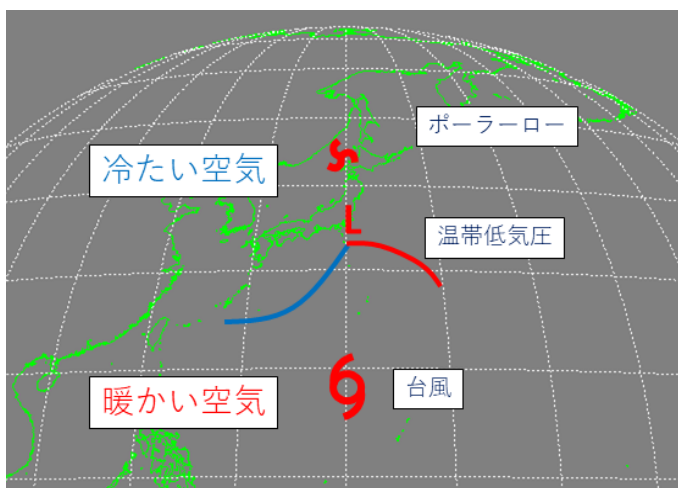 ポーラーロー
冷たい空気
L
温帯低気圧
暖かい空気
台風